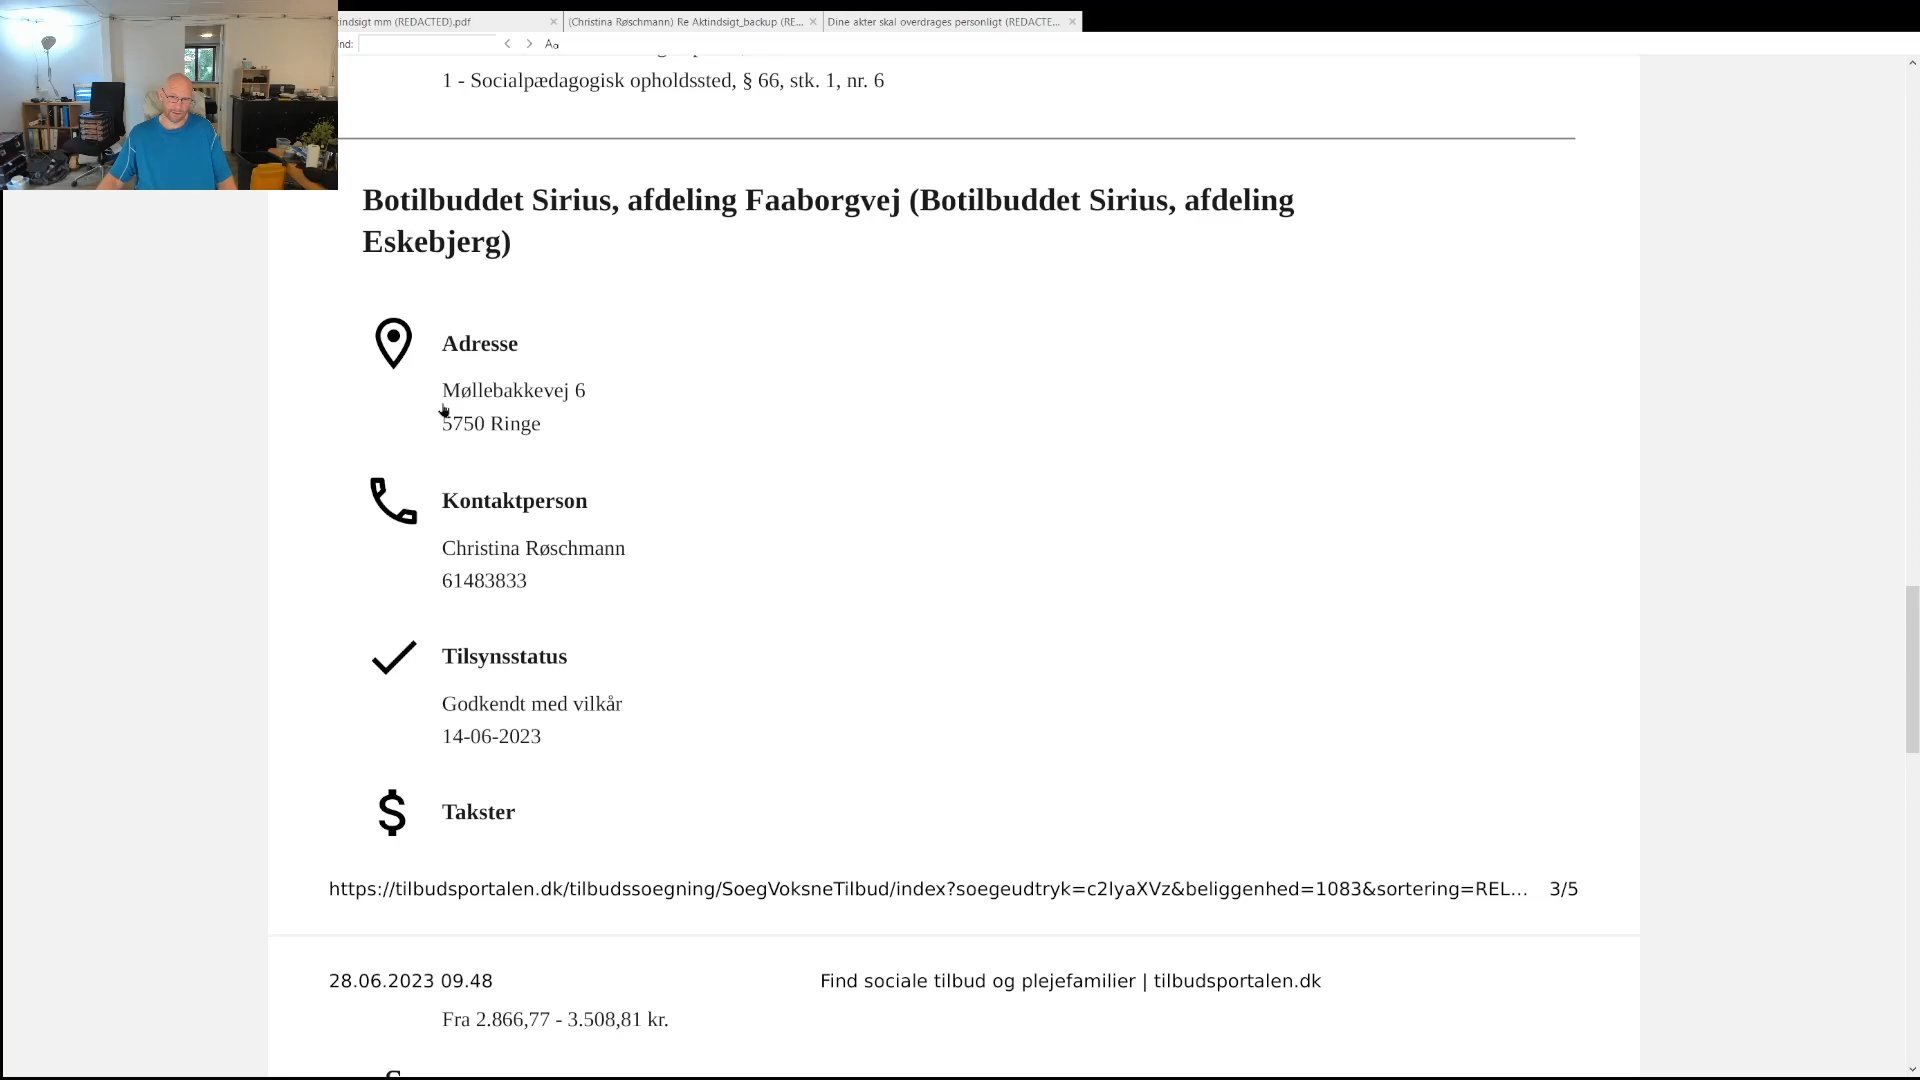 indsigt mm (REDACTED).pdf
(Christina Røschmann) Re Aktindsigt_backup (RE...
Dine akter skal overdrages personligt (REDACTE...
ind:
1 - Socialpædagogisk opholdssted, § 66, stk. 1, nr. 6
Botilbuddet Sirius, afdeling Faaborgvej (Botilbuddet Sirius, afdeling
Eskebjerg)
Adresse
Møllebakkevej 6
5750 Ringe
Kontaktperson
Christina Røschmann
61483833
Tilsynsstatus
Godkendt med vilkår
14-06-2023
Takster
https://tilbudsportalen.dk/tilbudssoegning/SoegVoksneTilbud/index?soegeudtryk=c2lyaXVz&beliggenhed=1083&sortering=REL... 3/5
28.06.2023 09.48
Find sociale tilbud og plejefamilier | tilbudsportalen.dk
Fra 2.866,77 - 3.508,81 kr.